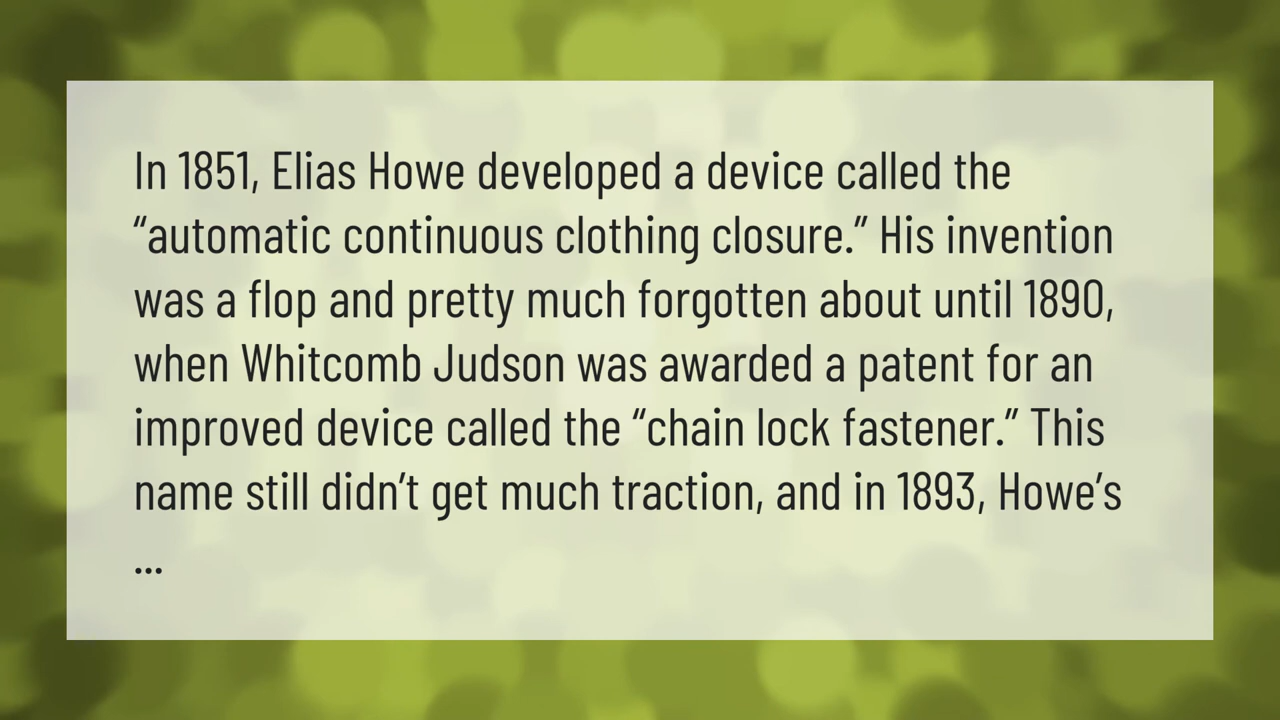 In 1851, Elias Howe developed a device called the
“automatic continuous clothing closure.” His invention
was a flop and pretty much forgotten about until 1890,
when Whitcomb Judson was awarded a patent for an
improved device called the “chain lock fastener.” This
name still didn’t get much traction, and in 1893, Howe’s
...